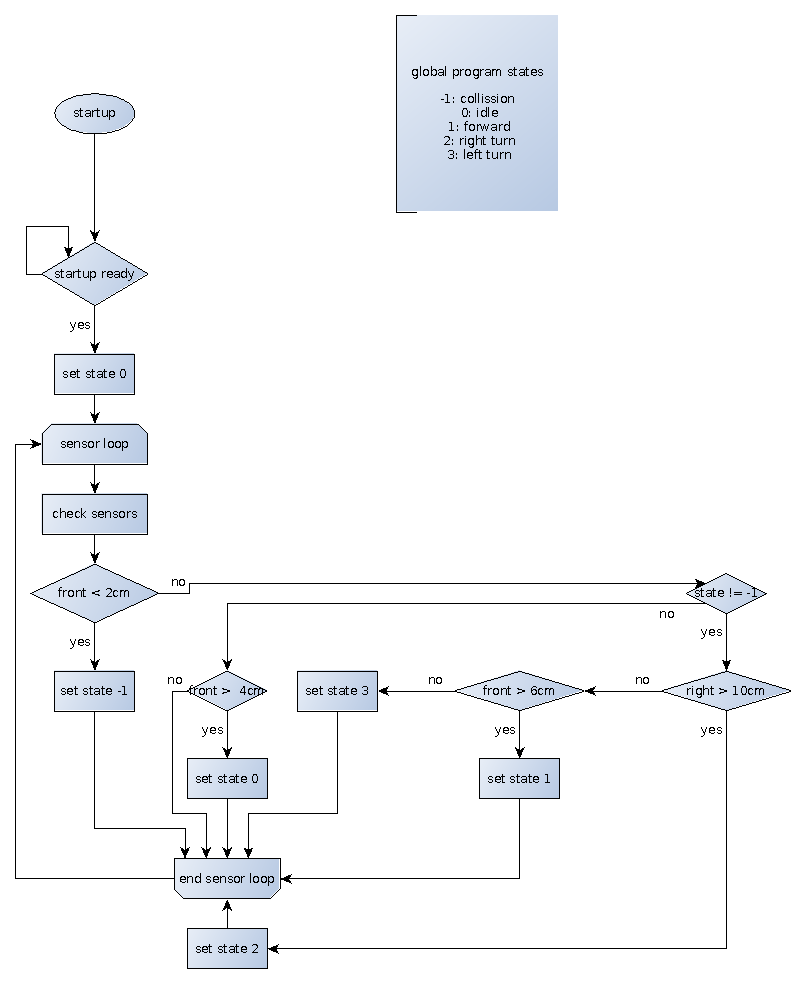 global program states
-1: collission
0: idle
1: forward
2: right turn
3: left turn
startup
startup ready
yes
set state 0
sensor loop
check sensors
front < 2cm
no
state != -1
no
yes
yes
set state -1
no
front >  4cm
set state 3
no
front > 6cm
no
right > 10cm
yes
yes
yes
set state 0
set state 1
end sensor loop
set state 2